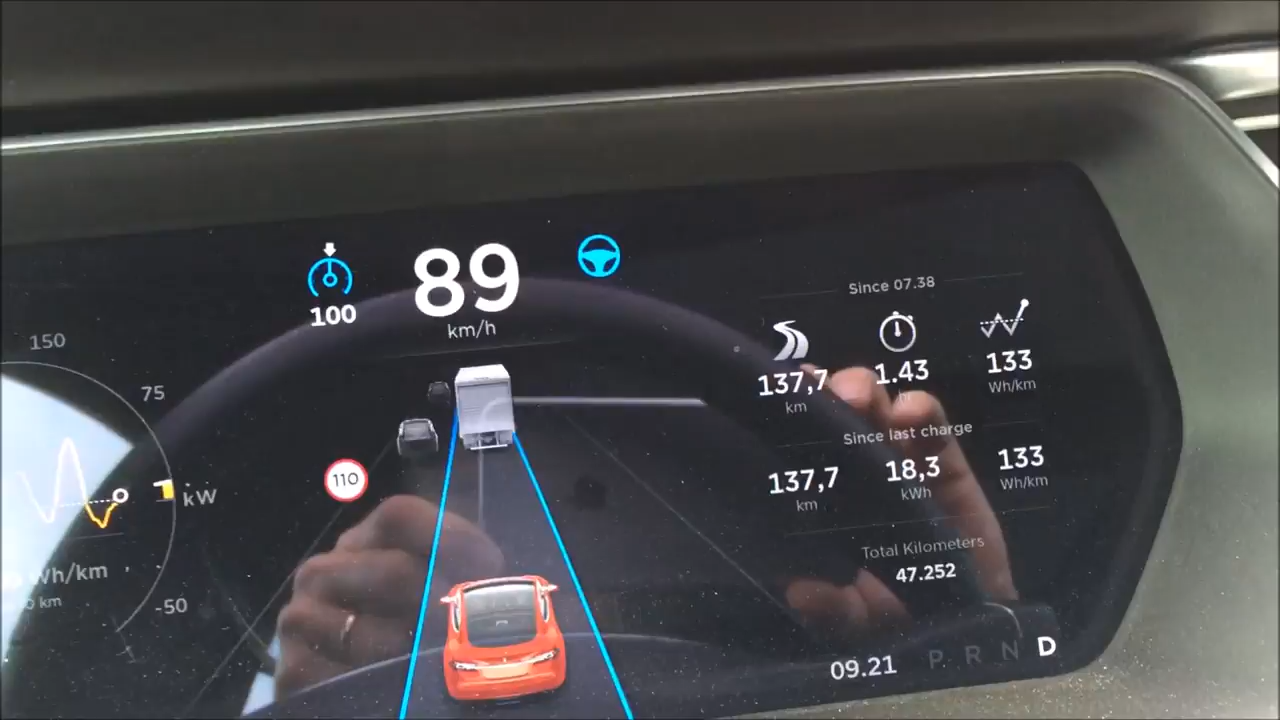 100
89
km/h
150
75
kW
-50
Wh/km
km
110
Since 07.38
137,7
km
1.43
h
133
Wh/km
Since last charge
137,7
km
18,3
kWh
133
Wh/km
Total Kilometers
47.252
09.21
P R N D